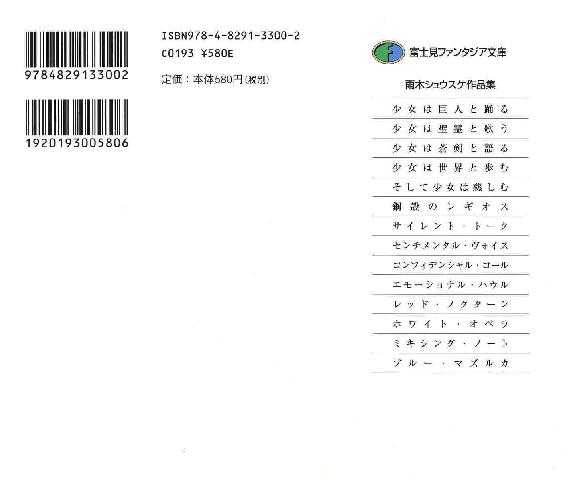 ISBN978-4-8291-3300-2
C0193 ¥580E
定価：本体580円(税別)
9784829133002
1920193005806
富士見ファンタジア文庫
雨木シュウスケ作品集
少女は巨人と踊る
少女は聖霊と歌う
少女は蒼剣と語る
少女は世界と歩む
そして少女は慈しむ
鋼殻のレギオス
サイレント・トーク
センチメンタル・ヴォイス
コンフィデンシャル・コール
エモーショナル・ハウル
レッド・ノクターン
ホワイト・オペラ
ミキシング・ノート
ブルー・マズルカ